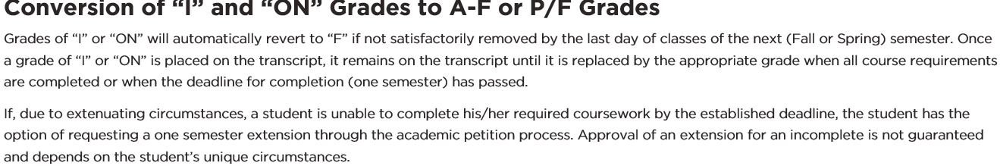 Conversion of “I” and “ON” Grades to A-F or P/F Grades
Grades of “I” or “ON” will automatically revert to “F” if not satisfactorily removed by the last day of classes of the next (Fall or Spring) semester. Once
a grade of “I” or “ON” is placed on the transcript, it remains on the transcript until it is replaced by the appropriate grade when all course requirements
are completed or when the deadline for completion (one semester) has passed.
If, due to extenuating circumstances, a student is unable to complete his/her required coursework by the established deadline, the student has the
option of requesting a one semester extension through the academic petition process. Approval of an extension for an incomplete is not guaranteed
and depends on the student’s unique circumstances.